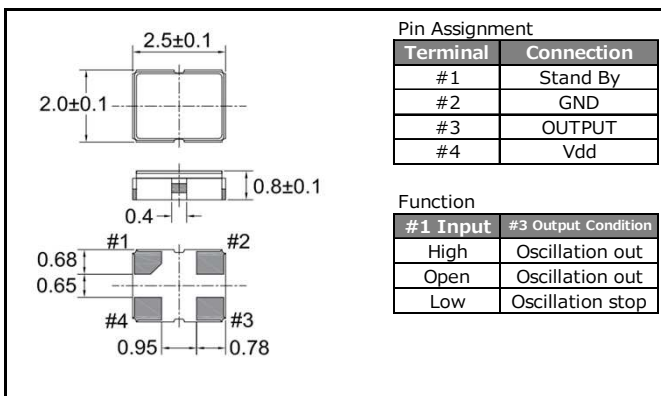 2.5±0.1
2.0±0.1
0.8±0.1
0.4
#1
#2
0.68
0.65
#4
#3
0.95
0.78
Pin Assignment
Terminal Connection
#1 Stand By
#2 GND
#3 OUTPUT
#4 Vdd
Function
#1 Input #3 Output Condition
High Oscillation out
Open Oscillation out
Low Oscillation stop